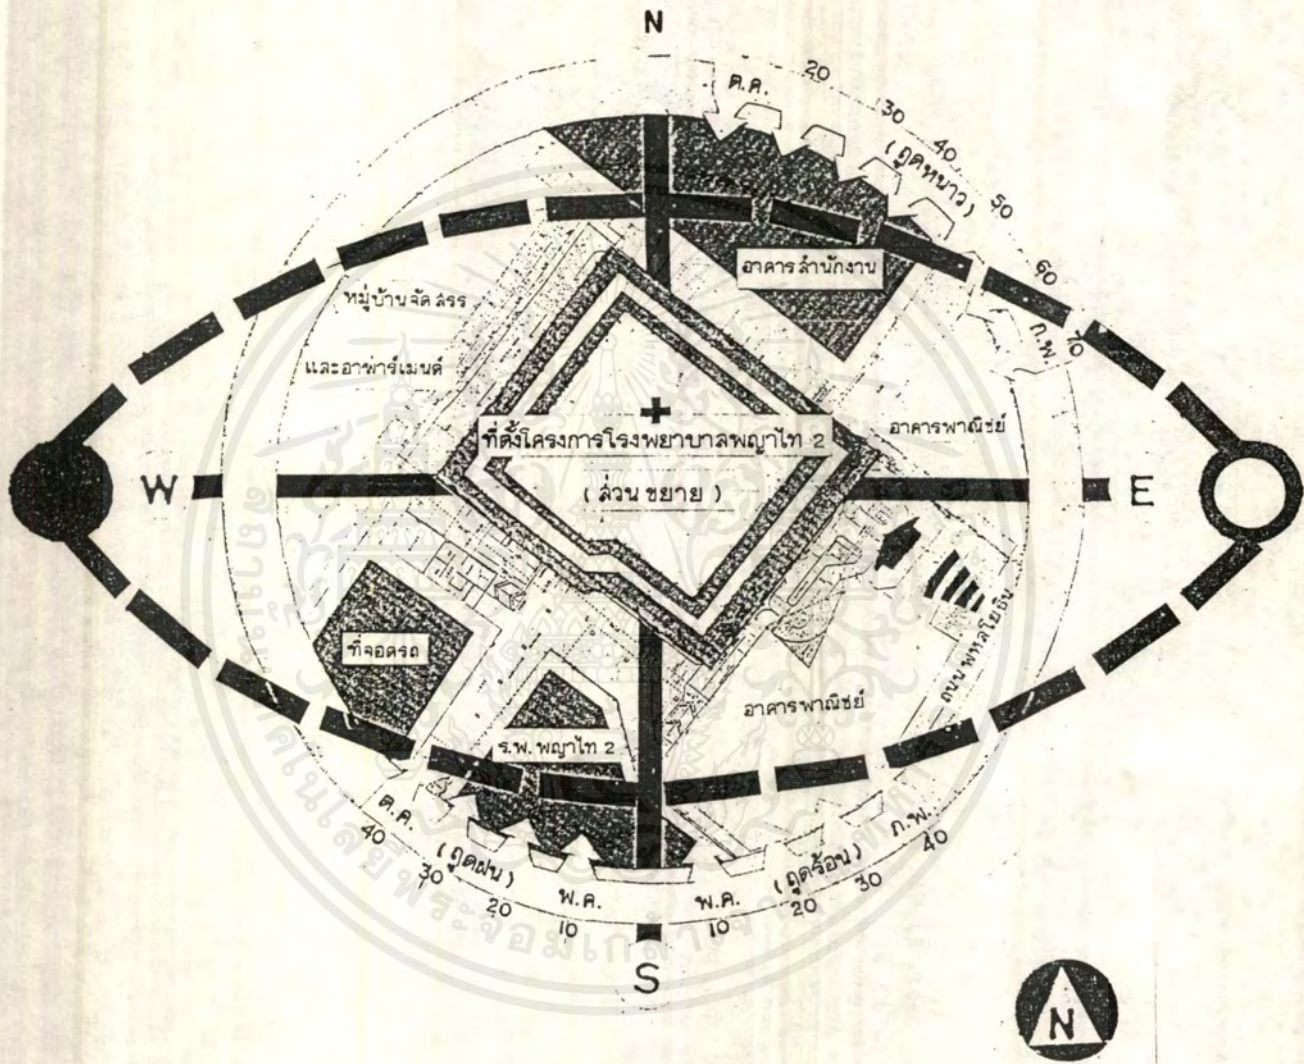 N
ต.ค.
20
30
40
(ฤดูหนาว)
50
60
70
ก.พ.
อาคารสำนักงาน
หมู่บ้านจัดสรร
และอาพาร์เมนต์
ที่ตั้งโครงการโรงพยาบาลพญาไท 2
(ส่วนขยาย)
อาคารพาณิชย์
W
E
ที่จอดรถ
ถนนพหลโยธิน
อาคารพาณิชย์
ร.พ. พญาไท 2
ต.ค.
40
30
(ฤดูฝน)
20
พ.ค.
10
พ.ค.
10
(ฤดูร้อน)
20
30
ก.พ.
40
S
N